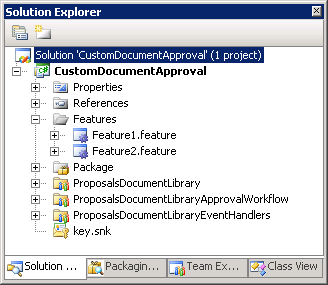 Solution Explorer
Solution 'CustomDocumentApproval' (1 project)
CustomDocumentApproval
Properties
References
Features
Feature1.feature
Feature2.feature
Package
ProposalsDocumentLibrary
ProposalsDocumentLibraryApprovalWorkflow
ProposalsDocumentLibraryEventHandlers
key.snk
Solution ... Packagin... Team Ex... Class View